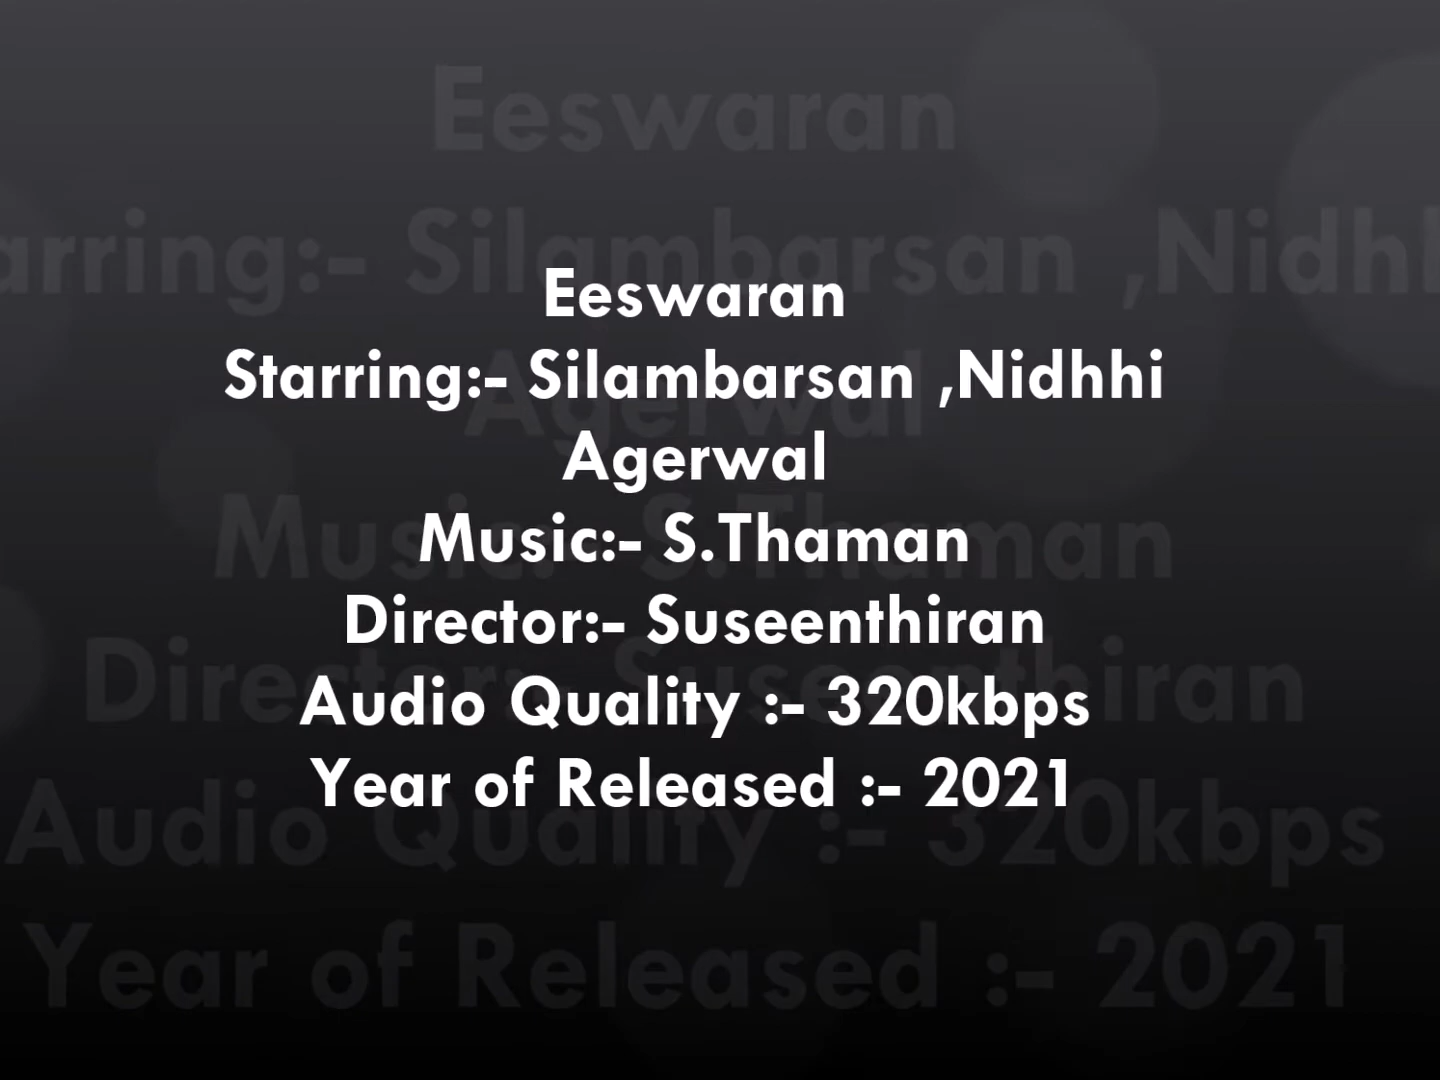 Eeswaran
Starring:- Silambarsan ,Nidhhi
Agerwal
Music:- S.Thaman
Director:- Suseenthiran
Audio Quality :- 320kbps
Year of Released :- 2021